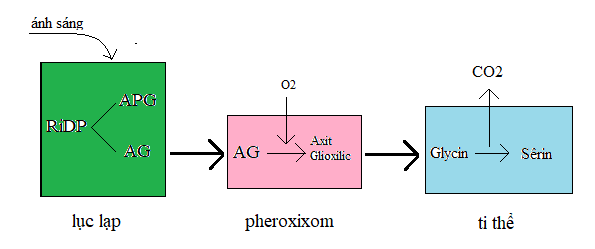 ánh sáng
RiDP
APG
AG
lục lạp
O2
AG
Axit
Glioxilic
pheroxixom
CO2
Glycin
Sêrin
ti thể